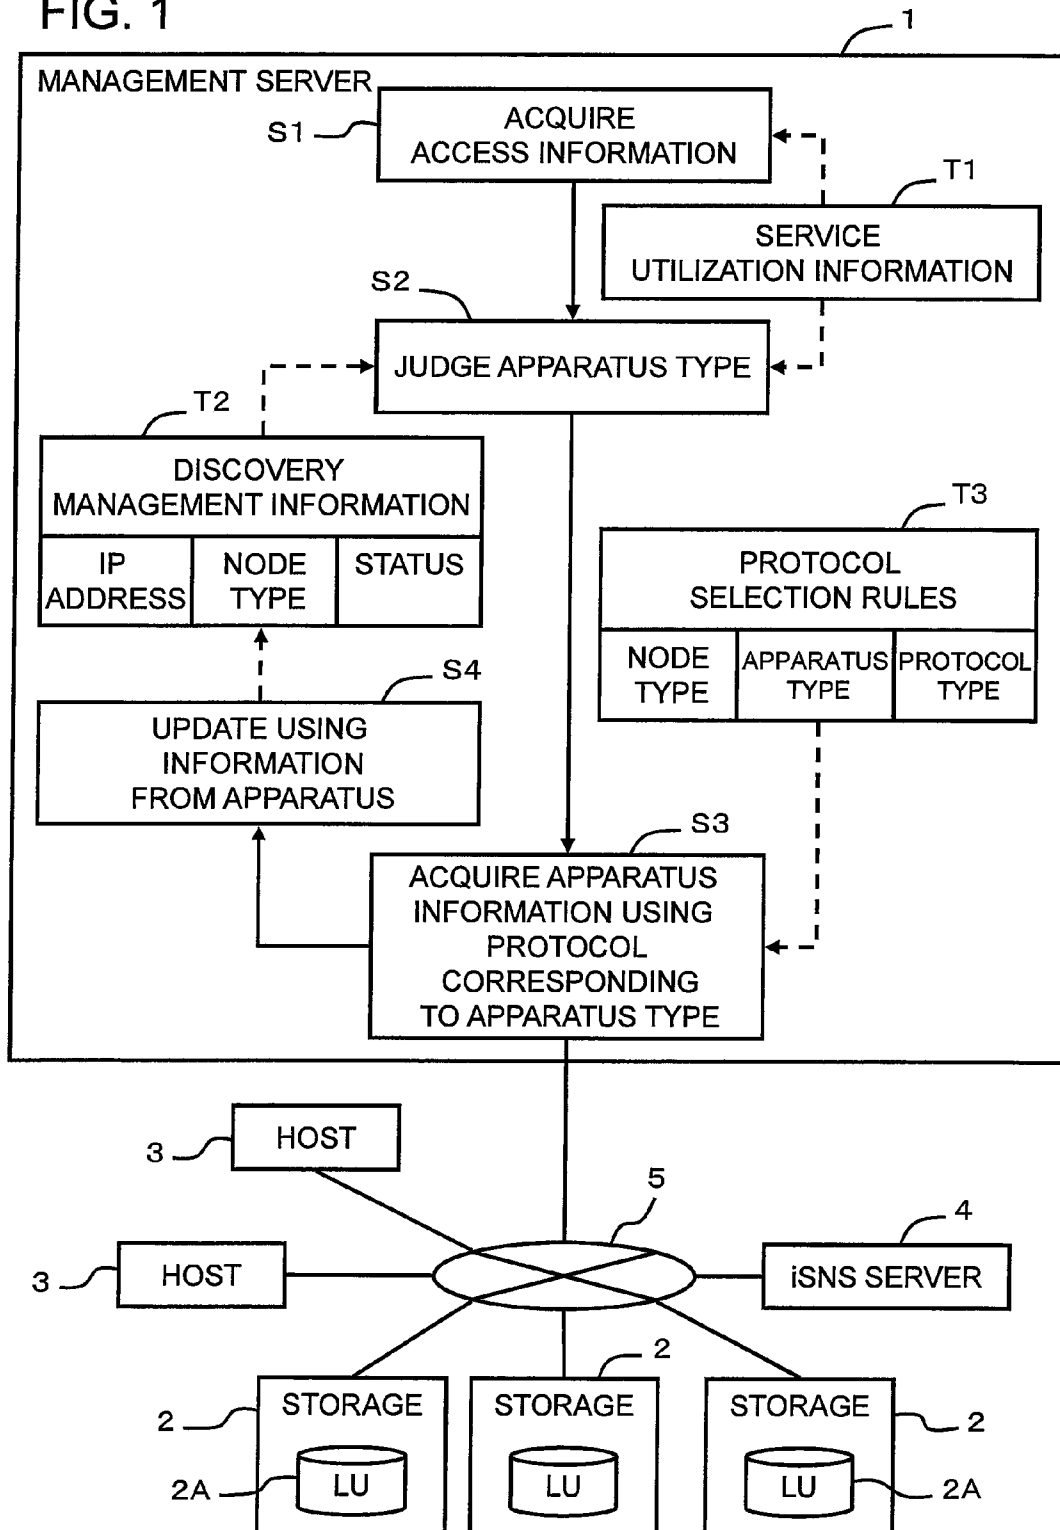 FIG. 1
1
MANAGEMENT SERVER
S1
ACQUIRE
ACCESS INFORMATION
T1
SERVICE
UTILIZATION INFORMATION
S2
JUDGE APPARATUS TYPE
T2
DISCOVERY
MANAGEMENT INFORMATION
IP
ADDRESS
NODE
TYPE
STATUS
T3
PROTOCOL
SELECTION RULES
NODE
TYPE
APPARATUS
TYPE
PROTOCOL
TYPE
S4
UPDATE USING
INFORMATION
FROM APPARATUS
S3
ACQUIRE APPARATUS
INFORMATION USING
PROTOCOL
CORRESPONDING
TO APPARATUS TYPE
3
HOST
5
4
3
HOST
iSNS SERVER
2
2
STORAGE
STORAGE
STORAGE
2
2A
LU
LU
LU
2A